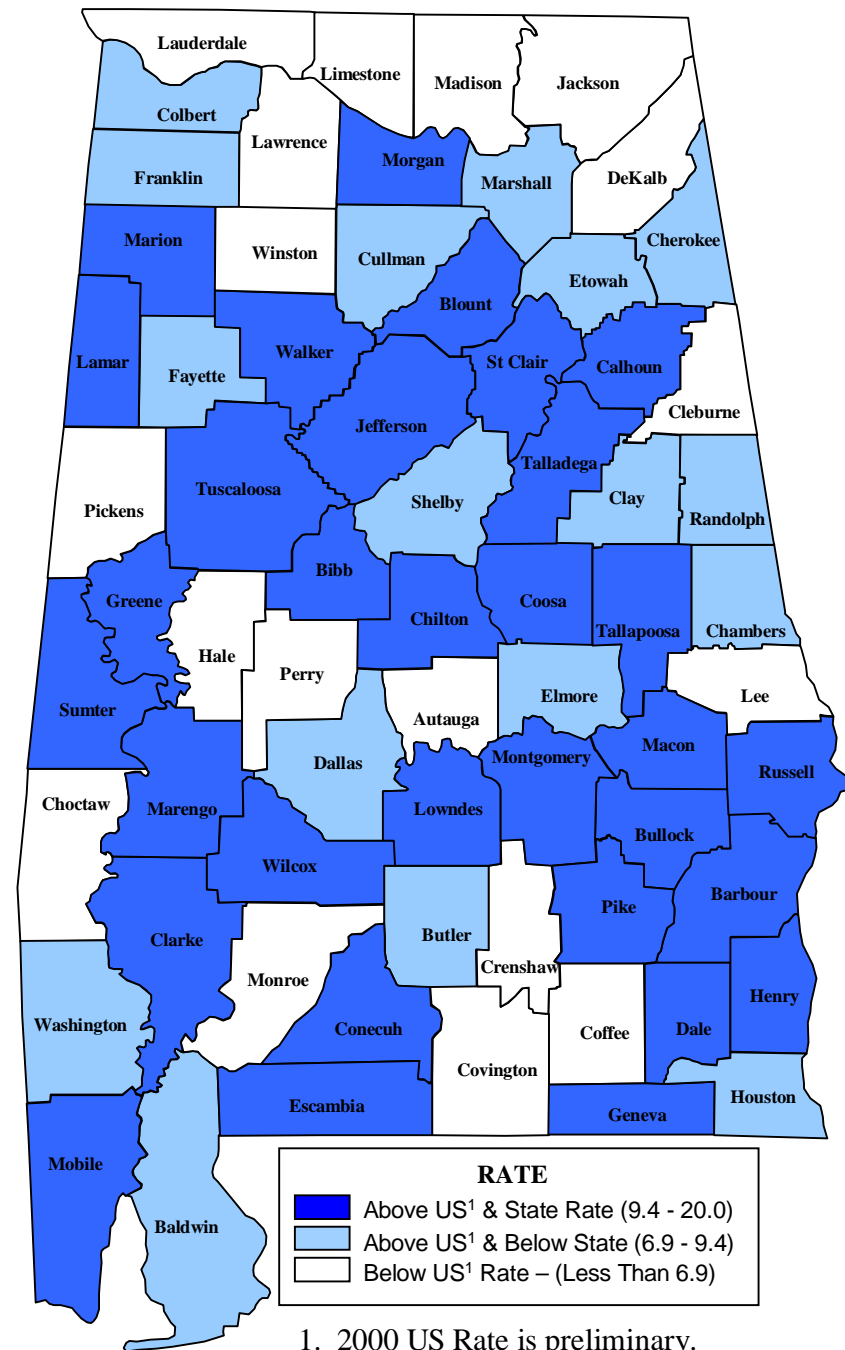 Lauderdale
Limestone
Madison
Jackson
Colbert
Lawrence
Morgan
Franklin
Marshall
DeKalb
Marion
Winston
Cullman
Cherokee
Etowah
Blount
Lamar
Fayette
Walker
St Clair
Calhoun
Cleburne
Jefferson
Talladega
Tuscaloosa
Shelby
Clay
Pickens
Randolph
Bibb
Greene
Coosa
Chilton
Tallapoosa
Chambers
Hale
Perry
Elmore
Lee
Sumter
Autauga
Macon
Montgomery
Dallas
Russell
Choctaw
Marengo
Lowndes
Bullock
Wilcox
Barbour
Pike
Clarke
Butler
Crenshaw
Monroe
Henry
Washington
Conecuh
Coffee
Dale
Covington
Houston
Escambia
Geneva
Mobile
Baldwin
RATE
Above US¹ & State Rate (9.4 - 20.0)
Above US¹ & Below State (6.9 - 9.4)
Below US¹ Rate – (Less Than 6.9)
1. 2000 US Rate is preliminary.